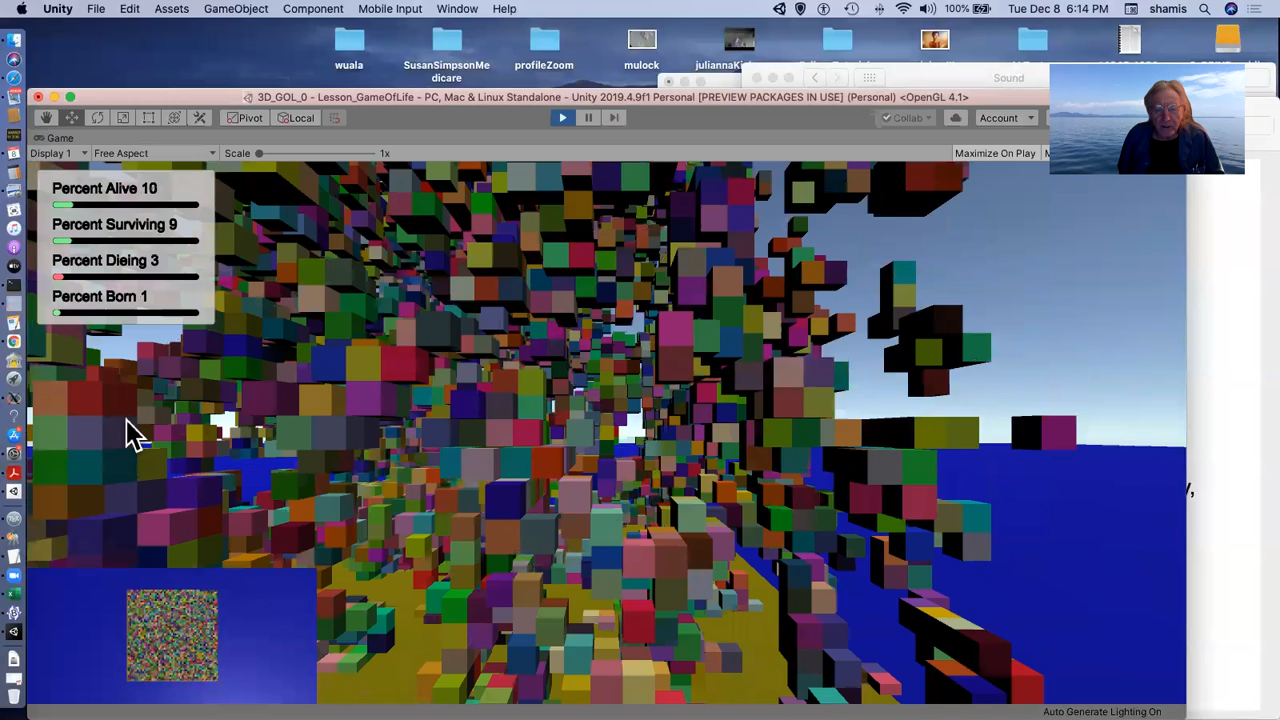 Unity File Edit Assets GameObject Component Mobile Input Window Help 100% Tue Dec 8 6:14 PM shamis
wuala
SusanSimpsonMe
dicare
profileZoom
mulock
Sound
3D_GOL_0 - Lesson_GameOfLife - PC, Mac & Linux Standalone - Unity 2019.4.9f1 Personal [PREVIEW PACKAGES IN USE] (Personal) <OpenGL 4.1>
Pivot Local Collab Account
Game
Display 1 Free Aspect Scale 1x Maximize On Play
Percent Alive 10
Percent Surviving 9
Percent Dieing 3
Percent Born 1
Auto Generate Lighting On